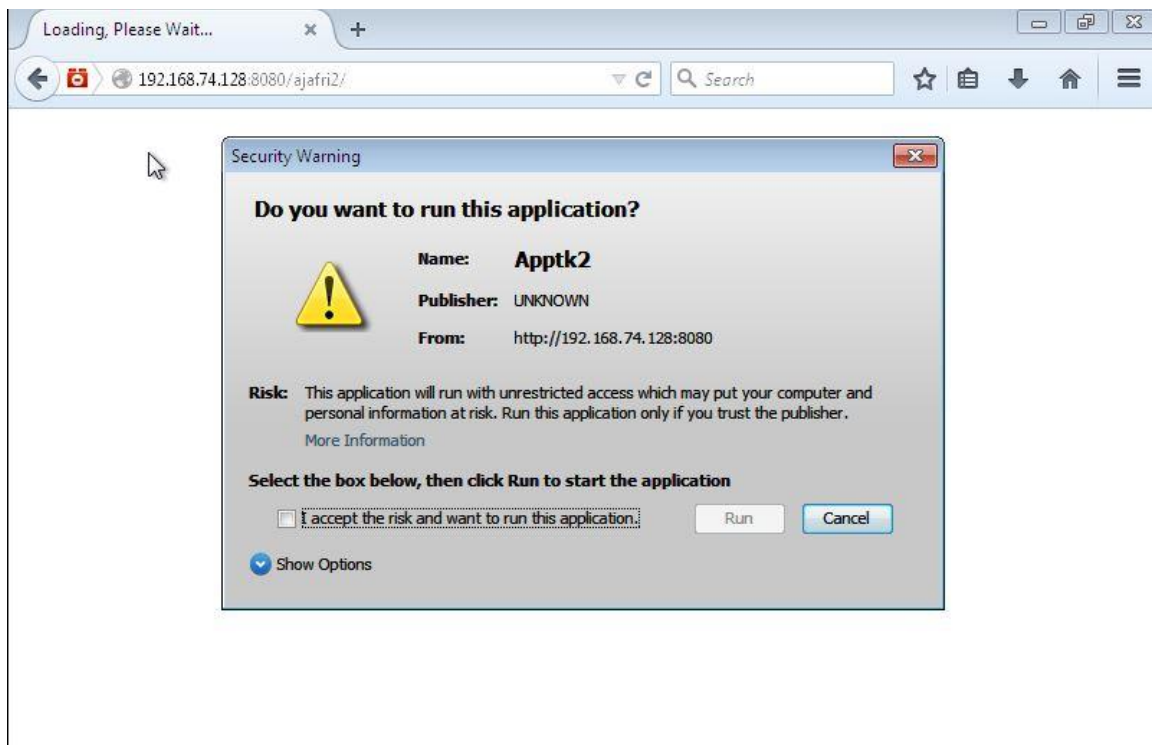 Loading, Please Wait...
192.168.74.128:8080/ajafri2/
Search
Security Warning
Do you want to run this application?
Name: Apptk2
Publisher: UNKNOWN
From: http://192.168.74.128:8080
Risk: This application will run with unrestricted access which may put your computer and
personal information at risk. Run this application only if you trust the publisher.
More Information
Select the box below, then click Run to start the application
I accept the risk and want to run this application. Run Cancel
Show Options